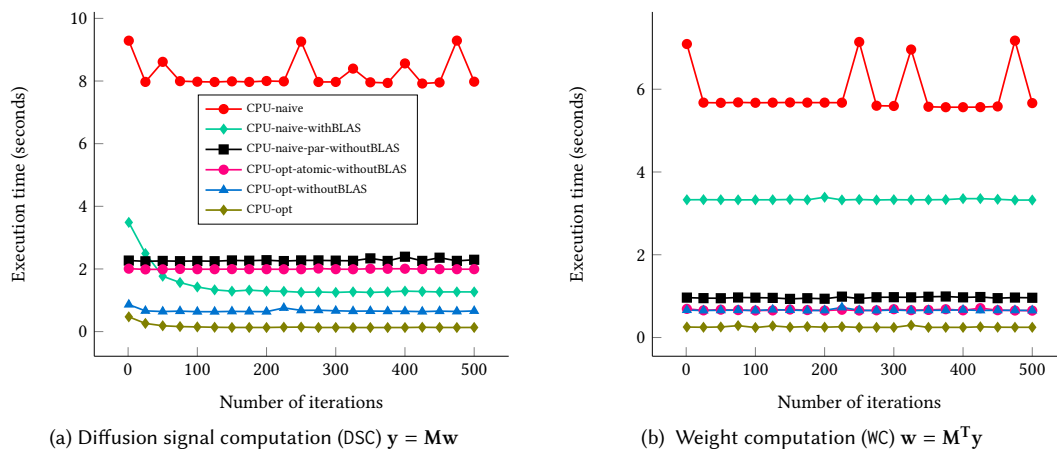 10
8
6
4
2
0
Execution time (seconds)
CPU-naive
CPU-naive-withBLAS
CPU-naive-par-withoutBLAS
CPU-opt-atomic-withoutBLAS
CPU-opt-withoutBLAS
CPU-opt
0 100 200 300 400 500
Number of iterations
(a) Diffusion signal computation (DSC) y = Mw
6
4
2
0
Execution time (seconds)
0 100 200 300 400 500
Number of iterations
(b) Weight computation (WC) w = Mᵀy